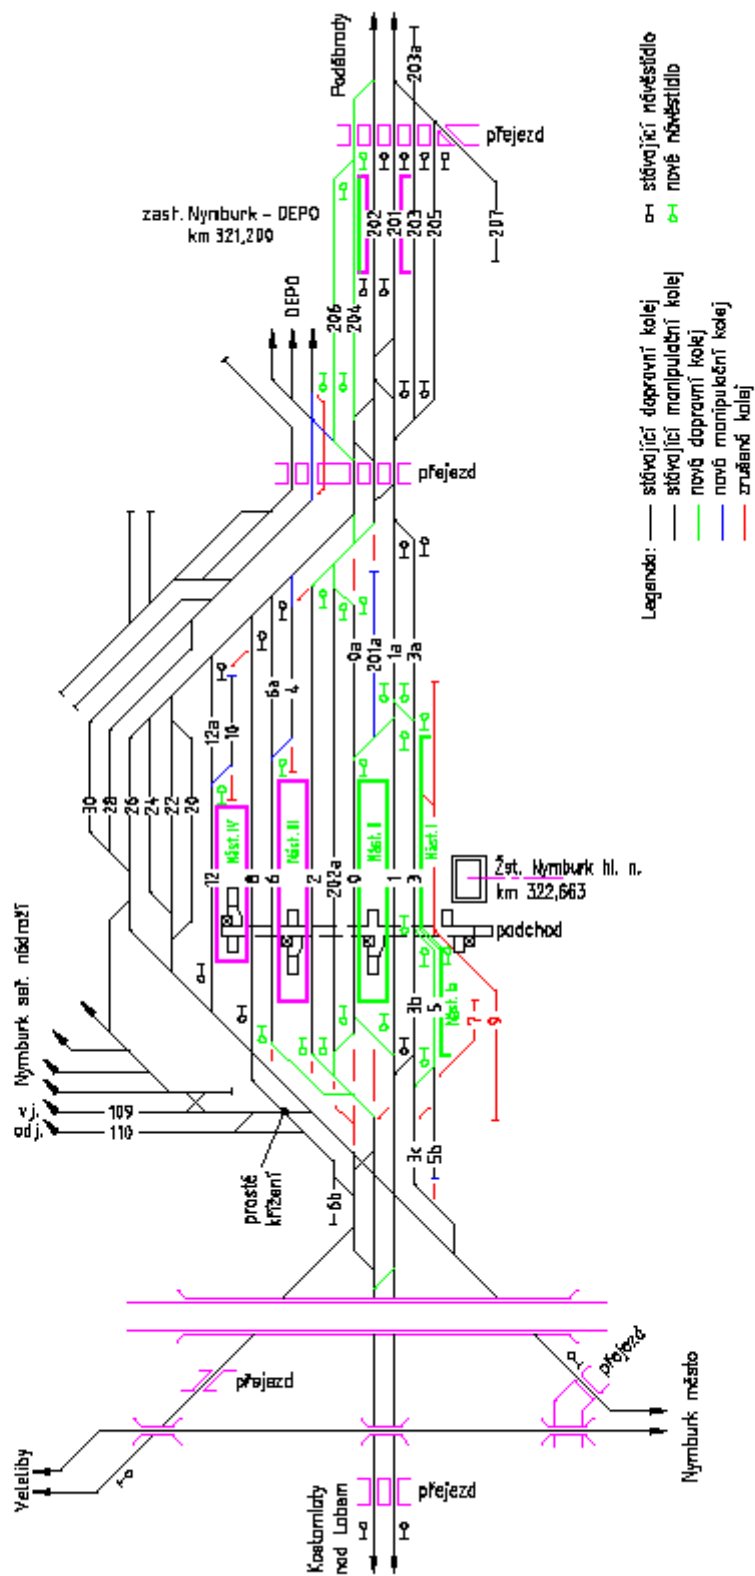 Poděbrady
203a
přejezd
zast. Nymburk - DEPO
km 321,200
202
201
203
205
207
DEPO
206
204
přejezd
12a
10
6a
4
0a
201a
1a
3a
30
28
26
24
22
20
Nást. IV
Nást. III
Nást. II
Nást. I
12
8
6
2
202a
0
1
3
Žst. Nymburk hl. n.
km 322,663
podchod
Nymburk seř. nádraží
3b
5
Nást. Ia
7
9
vj.
109
odj.
110
prosté
křížení
6b
3c
5b
přejezd
přejezd
Veleliby
Nymburk město
Kostomlaty
nad Labem
přejezd
Legenda:
stávající dopravní kolej
stávající manipulační kolej
nová dopravní kolej
nová manipulační kolej
zrušená kolej
stávající návěstidlo
nové návěstidlo